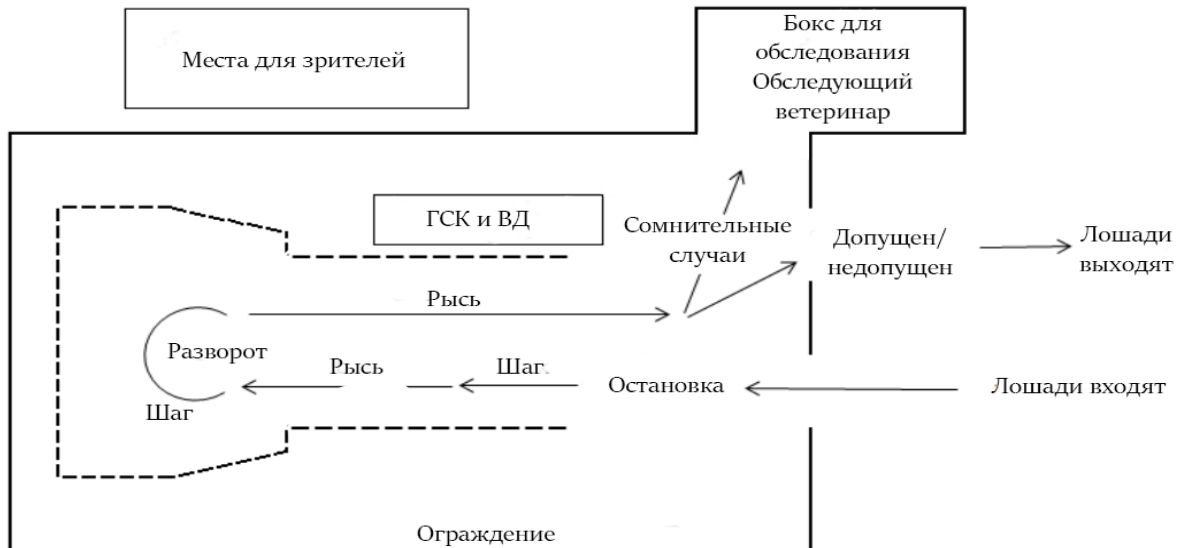 Места для зрителей
Бокс для
обследования
Обследующий
ветеринар
ГСК и ВД
Сомнительные
случаи
Допущен/
недопущен
Лошади
выходят
Рысь
Разворот
Рысь
Шаг
Остановка
Лошади входят
Шаг
Ограждение